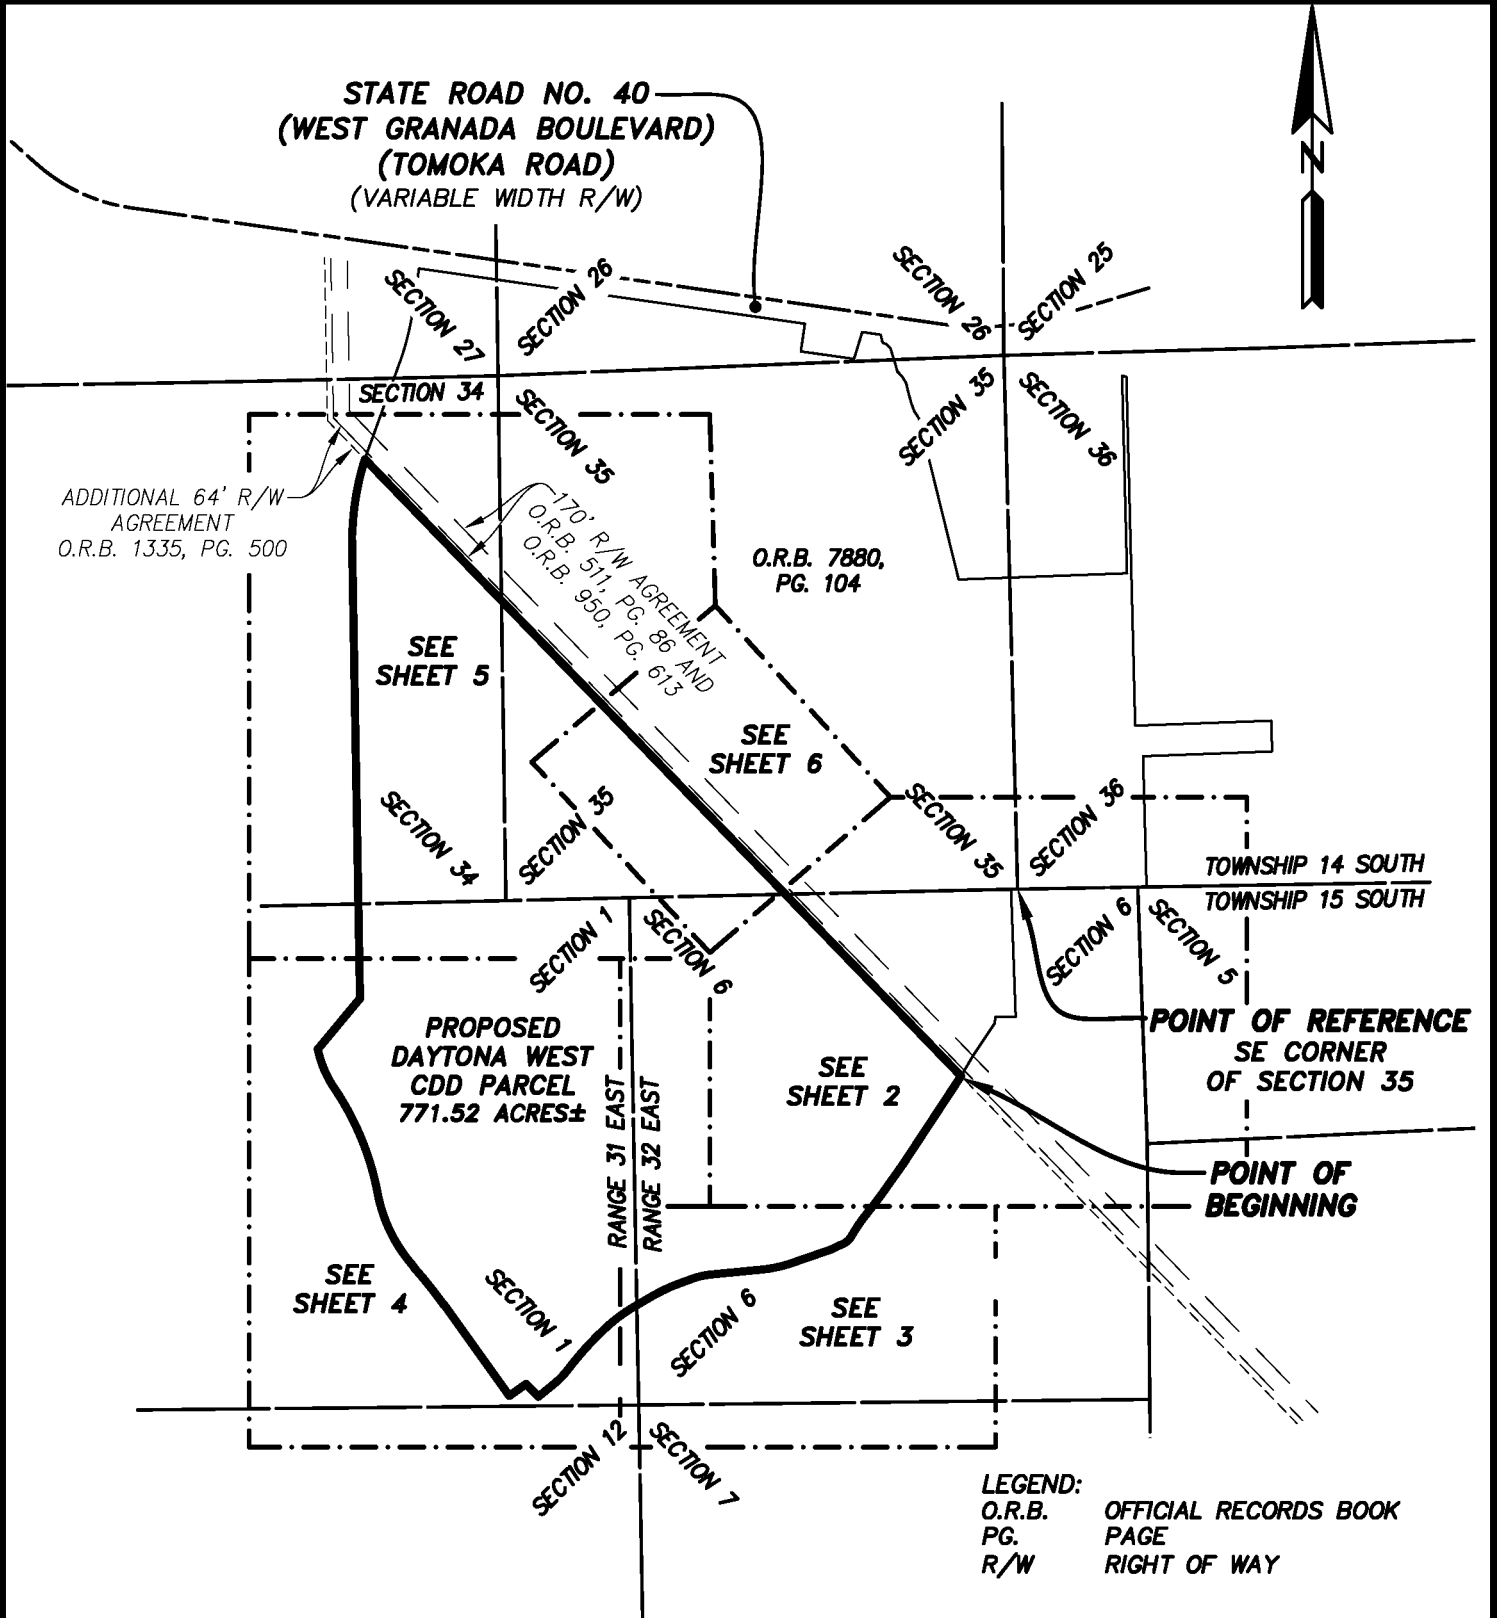 STATE ROAD NO. 40
(WEST GRANADA BOULEVARD)
(TOMOKA ROAD)
(VARIABLE WIDTH R/W)
N
SECTION 27
SECTION 26
SECTION 26
SECTION 25
SECTION 34
SECTION 35
SECTION 35
SECTION 36
ADDITIONAL 64' R/W
AGREEMENT
O.R.B. 1335, PG. 500
170' R/W AGREEMENT
O.R.B. 511, PG. 86 AND
O.R.B. 950, PG. 613
O.R.B. 7880,
PG. 104
SEE
SHEET 5
SEE
SHEET 6
SECTION 34
SECTION 35
SECTION 35
SECTION 36
TOWNSHIP 14 SOUTH
TOWNSHIP 15 SOUTH
SECTION 1
SECTION 6
SECTION 6
SECTION 5
PROPOSED
DAYTONA WEST
CDD PARCEL
771.52 ACRES±
RANGE 31 EAST
RANGE 32 EAST
SEE
SHEET 2
POINT OF REFERENCE
SE CORNER
OF SECTION 35
POINT OF
BEGINNING
SEE
SHEET 4
SECTION 1
SECTION 6
SEE
SHEET 3
SECTION 12
SECTION 7
LEGEND:
O.R.B. OFFICIAL RECORDS BOOK
PG. PAGE
R/W RIGHT OF WAY